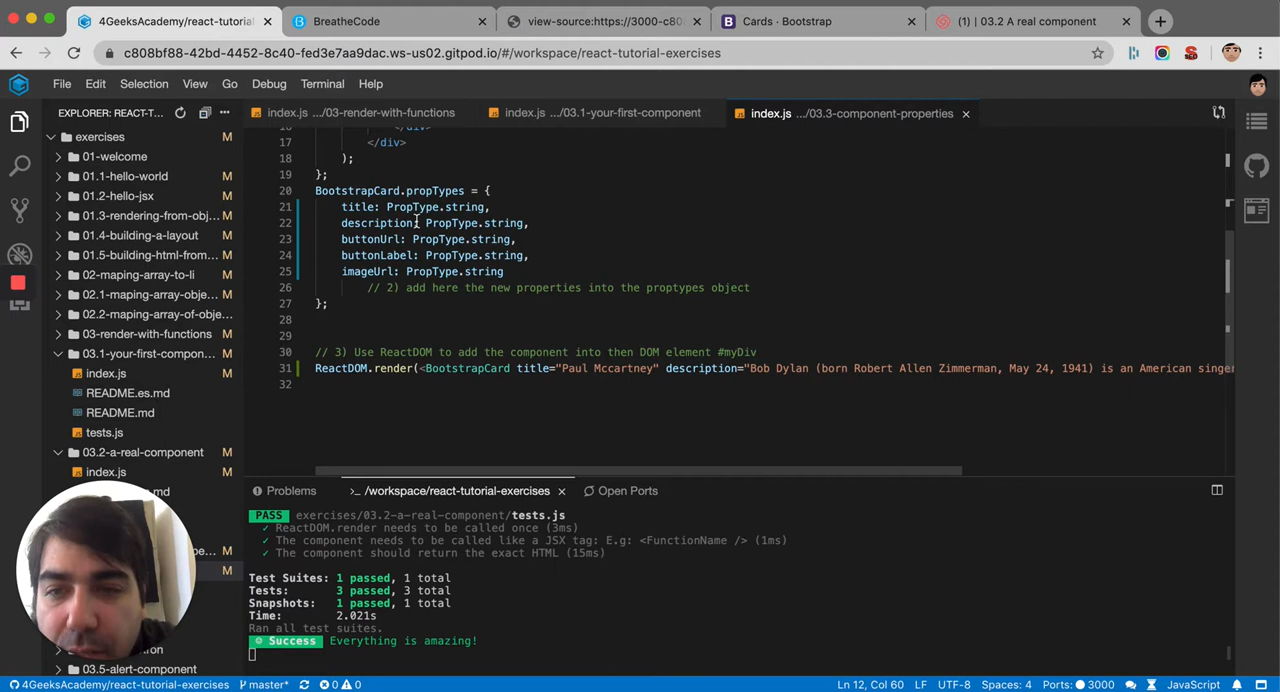 4GeeksAcademy/react-tutorial
BreatheCode
view-source:https://3000-c80
Cards · Bootstrap
(1) | 03.2 A real component
c808bf88-42bd-4452-8c40-fed3e7aa9dac.ws-us02.gitpod.io/#/workspace/react-tutorial-exercises
File Edit Selection View Go Debug Terminal Help
EXPLORER: REACT-T...
index.js .../03-render-with-functions
index.js .../03.1-your-first-component
index.js .../03.3-component-properties
exercises M
01-welcome
01.1-hello-world M
01.2-hello-jsx M
01.3-rendering-from-obj... M
01.4-building-a-layout M
01.5-building-html-from... M
02-maping-array-to-li M
02.1-maping-array-obje... M
02.2-maping-array-of-obje...
03-render-with-functions M
03.1-your-first-compon... M
index.js M
README.es.md M
README.md M
tests.js M
03.2-a-real-component M
index.js M
.md M
pe... M
M
tron M
03.5-alert-component M
17 </div>
18 );
19 };
20 BootstrapCard.propTypes = {
21 title: PropType.string,
22 description: PropType.string,
23 buttonUrl: PropType.string,
24 buttonLabel: PropType.string,
25 imageUrl: PropType.string
26 // 2) add here the new properties into the proptypes object
27 };
28
29
30 // 3) Use ReactDOM to add the component into then DOM element #myDiv
31 ReactDOM.render(<BootstrapCard title="Paul Mccartney" description="Bob Dylan (born Robert Allen Zimmerman, May 24, 1941) is an American singer
32
Problems
>_ /workspace/react-tutorial-exercises
Open Ports
PASS exercises/03.2-a-real-component/tests.js
✓ ReactDOM.render needs to be called once (3ms)
✓ The component needs to be called like a JSX tag: E.g: <FunctionName /> (1ms)
✓ The component should return the exact HTML (15ms)
Test Suites: 1 passed, 1 total
Tests: 3 passed, 3 total
Snapshots: 1 passed, 1 total
Time: 2.021s
Ran all test suites.
Success Everything is amazing!
4GeeksAcademy/react-tutorial-exercises master* 0 0
Ln 12, Col 60 LF UTF-8 Spaces: 4 Ports: 3000 JavaScript